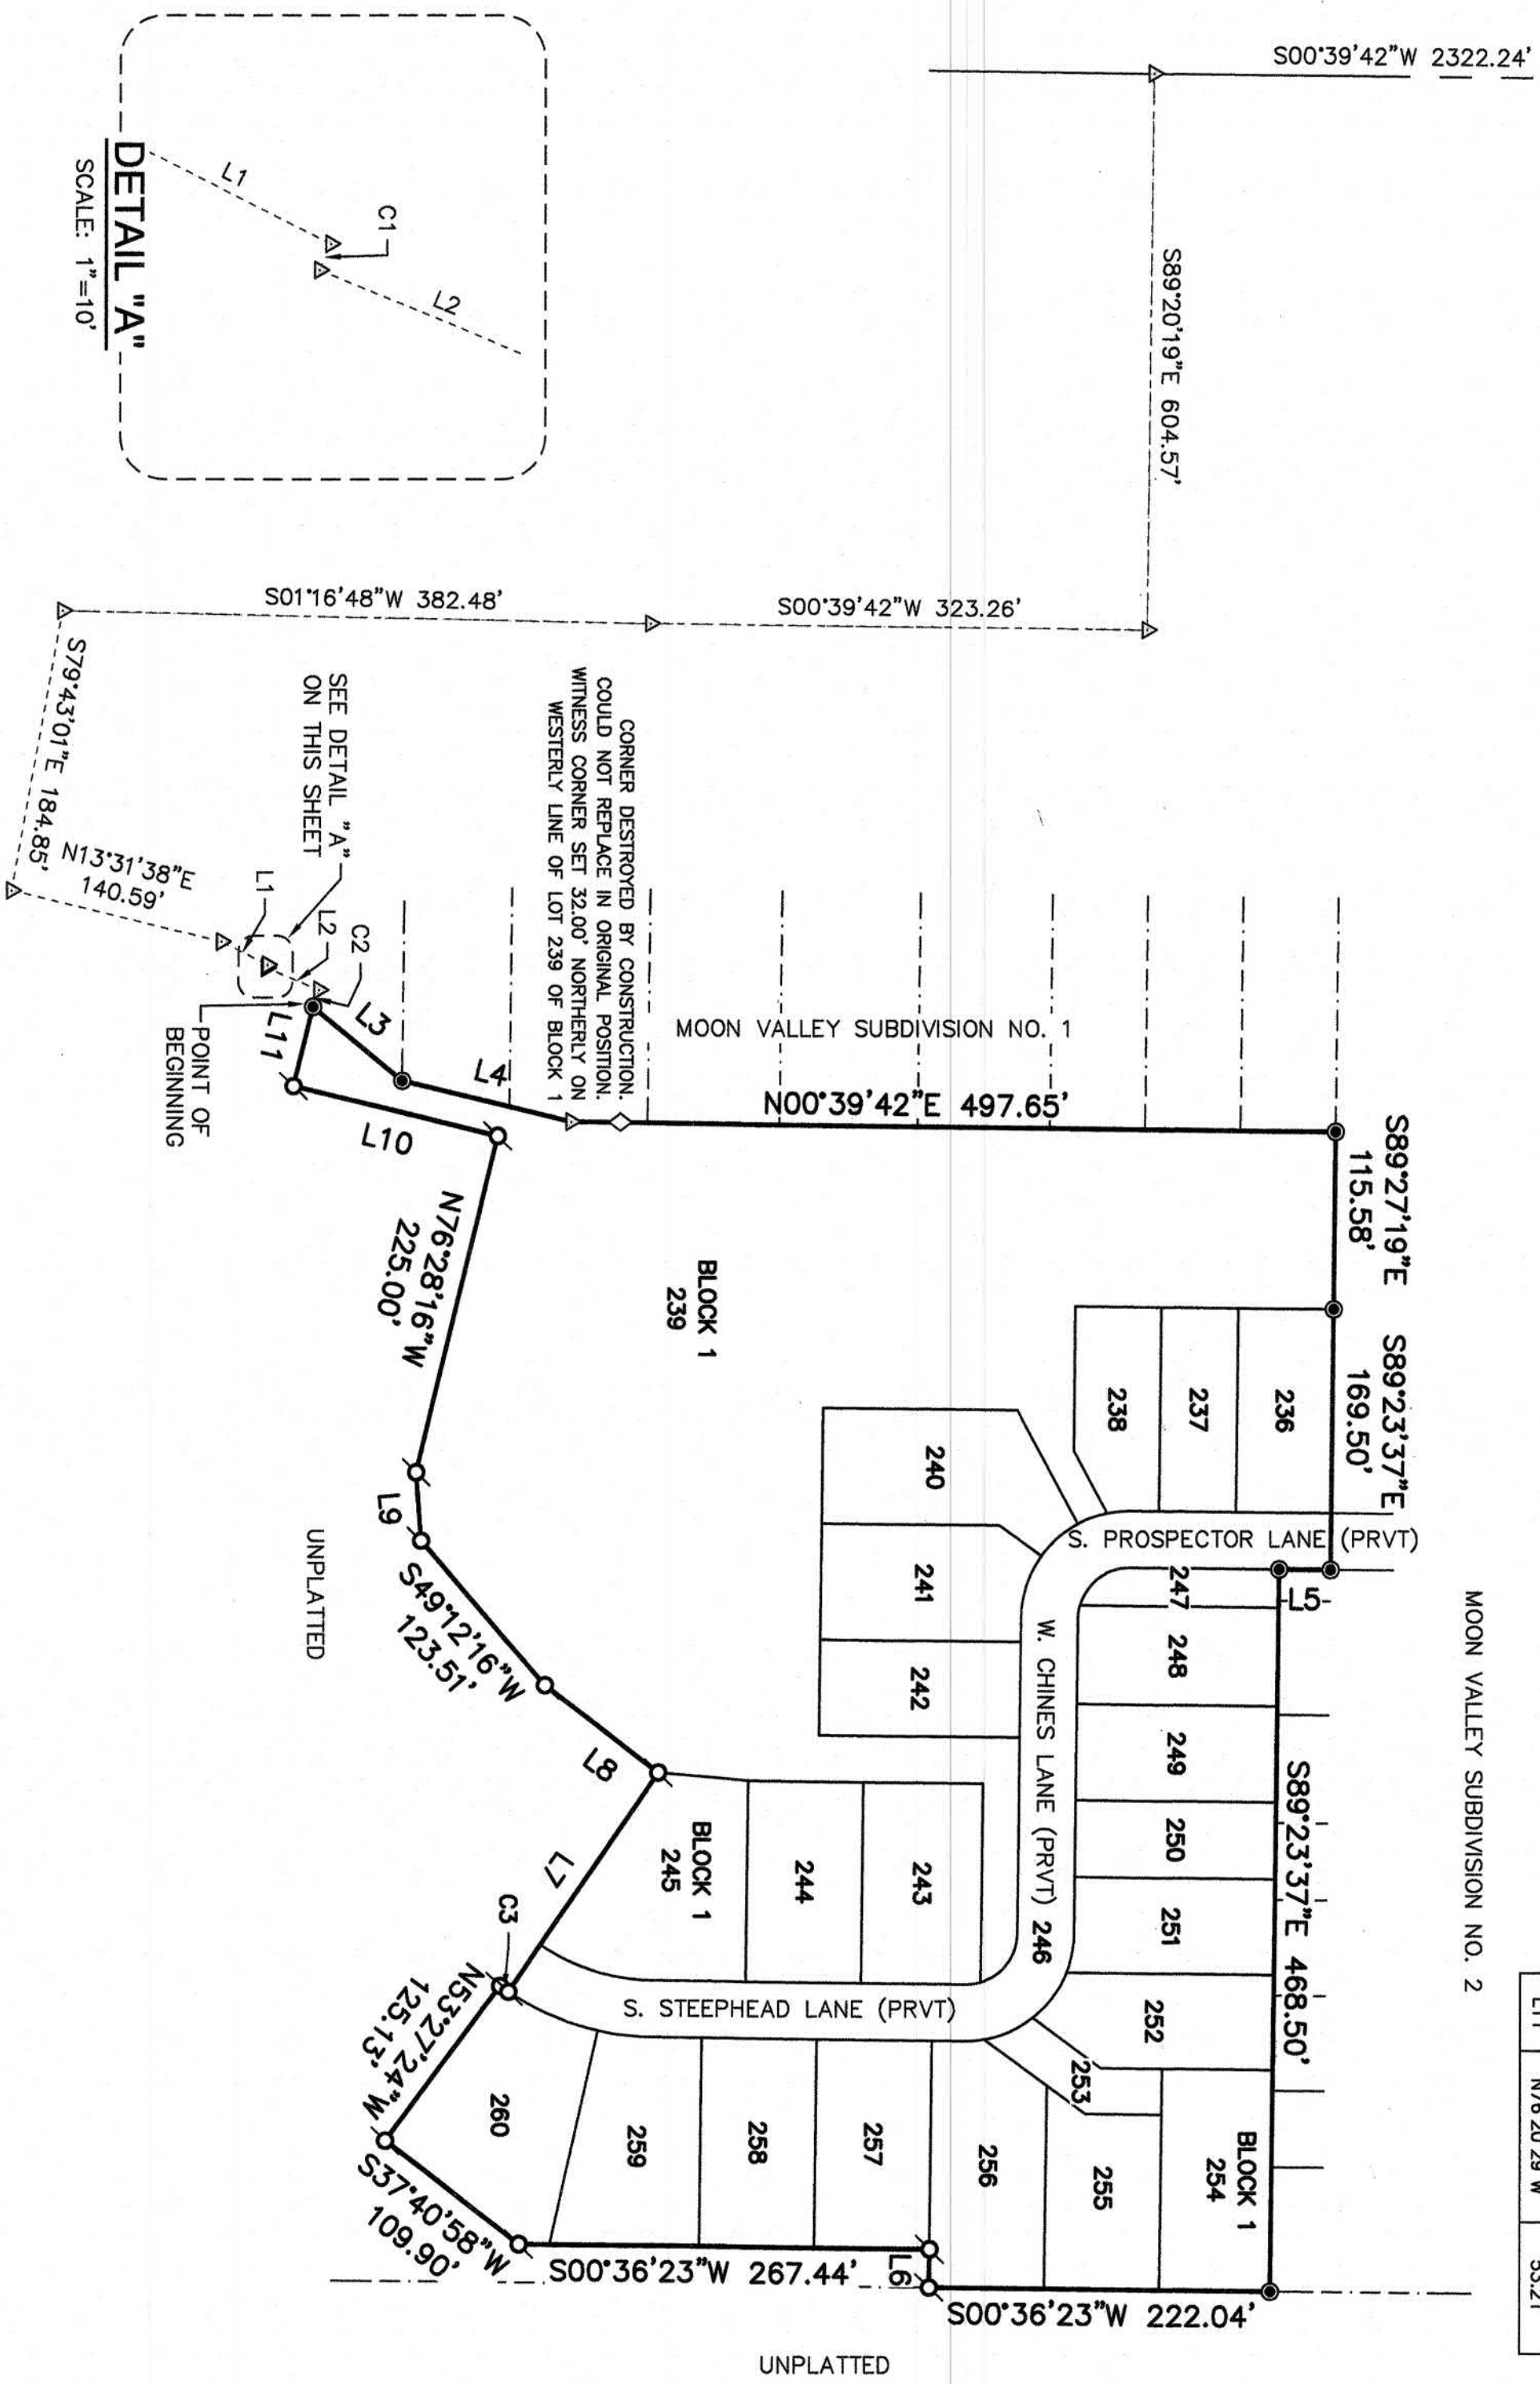 S00°39'42"W 2322.24'
S89°20'19"E 604.57'
S00°39'42"W 323.26'
S01°16'48"W 382.48'
S79°43'01"E 184.85'
N13°31'38"E
140.59'
DETAIL "A"
SCALE: 1"=10'
L1
C1
L2
SEE DETAIL "A"
ON THIS SHEET
L1
L2
C2
L3
L4
L11
L10
POINT OF
BEGINNING
CORNER DESTROYED BY CONSTRUCTION.
COULD NOT REPLACE IN ORIGINAL POSITION.
WITNESS CORNER SET 32.00' NORTHERLY ON
WESTERLY LINE OF LOT 239 OF BLOCK 1
MOON VALLEY SUBDIVISION NO. 1
N00°39'42"E 497.65'
S89°27'19"E
115.58'
S89°23'37"E
169.50'
MOON VALLEY SUBDIVISION NO. 2
BLOCK 1
239
N76°28'16"W
225.00'
236
237
238
240
241
242
S. PROSPECTOR LANE (PRVT)
L5
247
248
249
250
251
252
253
BLOCK 1
254
255
256
257
258
259
260
S89°23'37"E 468.50'
W. CHINES LANE (PRVT) 246
243
244
BLOCK 1
245
S. STEEPHEAD LANE (PRVT)
L9
UNPLATTED
S49°12'16"W
123.51'
L8
L7
C3
N53°27'24"W
125.13'
S37°40'58"W
109.90'
S00°36'23"W 267.44'
L6
S00°36'23"W 222.04'
UNPLATTED